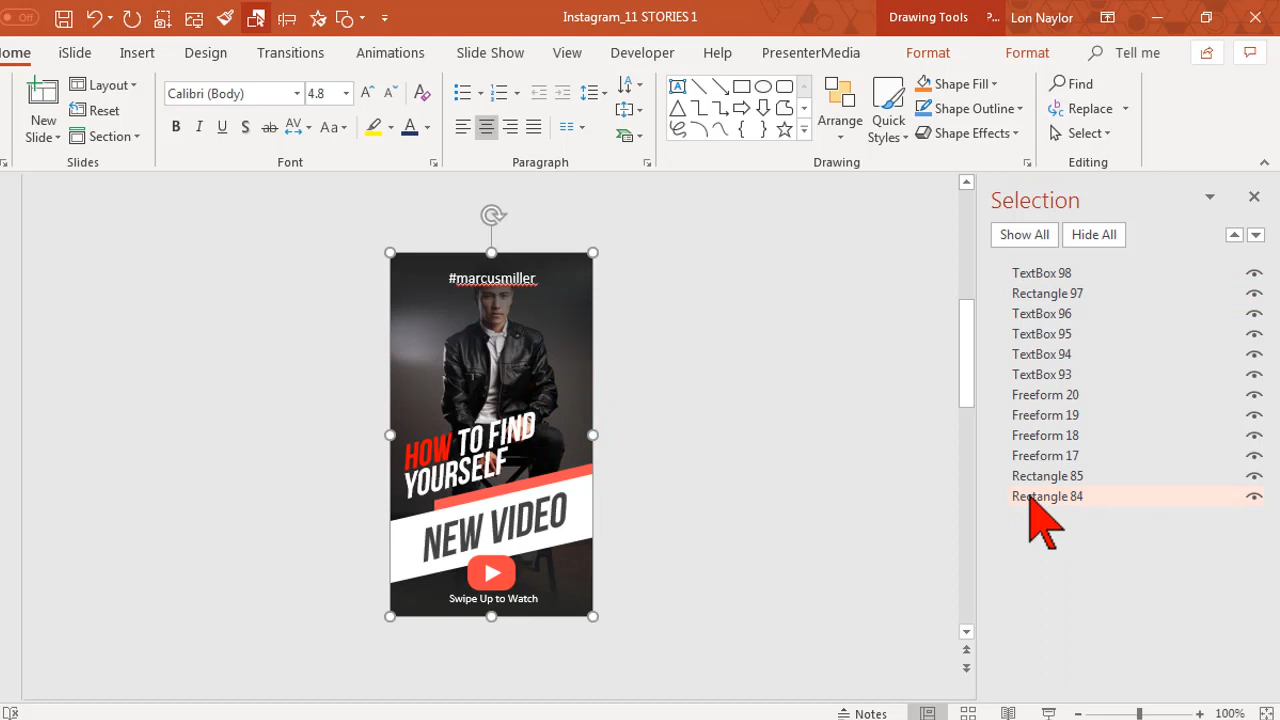 Off
Instagram_11 STORIES 1
Drawing Tools
P...
Lon Naylor
Home
iSlide
Insert
Design
Transitions
Animations
Slide Show
View
Developer
Help
PresenterMedia
Format
Format
Tell me
New
Slide
Layout
Reset
Section
Slides
Calibri (Body)
4.8
B
I
U
S
ab
AV
Aa
A
Font
Paragraph
Arrange
Quick
Styles
Shape Fill
Shape Outline
Shape Effects
Drawing
Find
Replace
Select
Editing
#marcusmiller
HOW TO FIND
YOURSELF
NEW VIDEO
Swipe Up to Watch
Selection
Show All
Hide All
TextBox 98
Rectangle 97
TextBox 96
TextBox 95
TextBox 94
TextBox 93
Freeform 20
Freeform 19
Freeform 18
Freeform 17
Rectangle 85
Rectangle 84
Notes
100%